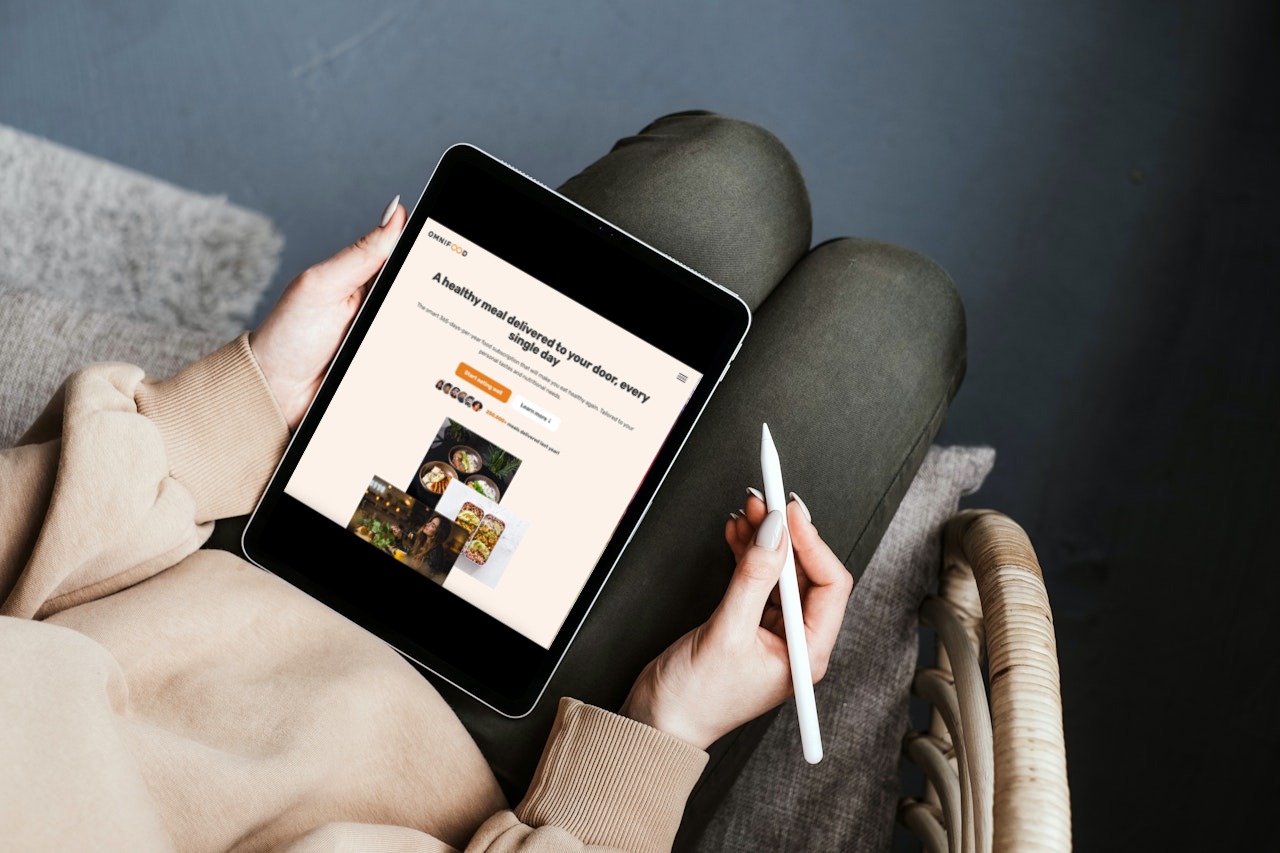 OMNIFOOD
A healthy meal delivered to your door, every
single day
The smart 365-days-per-year food subscription that will make you eat healthy again. Tailored to your
personal tastes and nutritional needs.
Start eating well
Learn more ↓
250,000+ meals delivered last year!